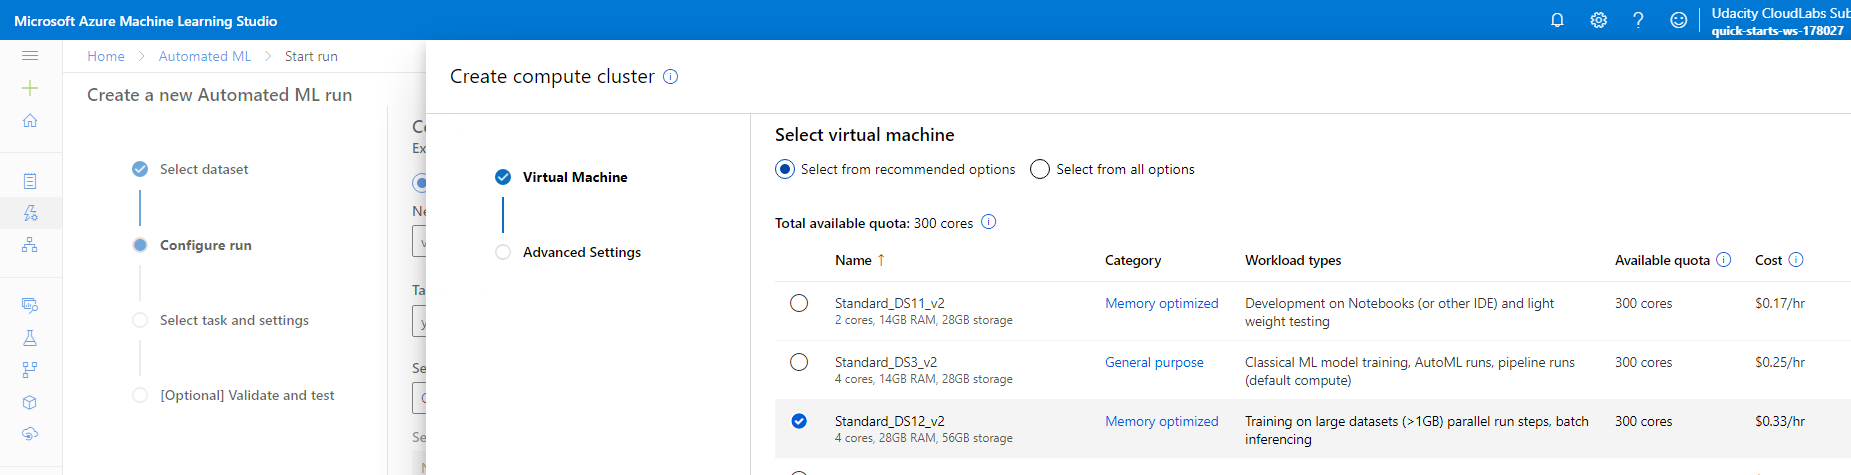 Microsoft Azure Machine Learning Studio
Udacity CloudLabs Sub
quick-starts-ws-178027
Home > Automated ML > Start run
Create a new Automated ML run
Select dataset
Configure run
Select task and settings
[Optional] Validate and test
Create compute cluster
Virtual Machine
Advanced Settings
Select virtual machine
Select from recommended options
Select from all options
Total available quota: 300 cores
Name ↑ Category Workload types Available quota Cost
Standard_DS11_v2 Memory optimized Development on Notebooks (or other IDE) and light 300 cores $0.17/hr
2 cores, 14GB RAM, 28GB storage weight testing
Standard_DS3_v2 General purpose Classical ML model training, AutoML runs, pipeline runs 300 cores $0.25/hr
4 cores, 14GB RAM, 28GB storage (default compute)
Standard_DS12_v2 Memory optimized Training on large datasets (>1GB) parallel run steps, batch 300 cores $0.33/hr
4 cores, 28GB RAM, 56GB storage inferencing